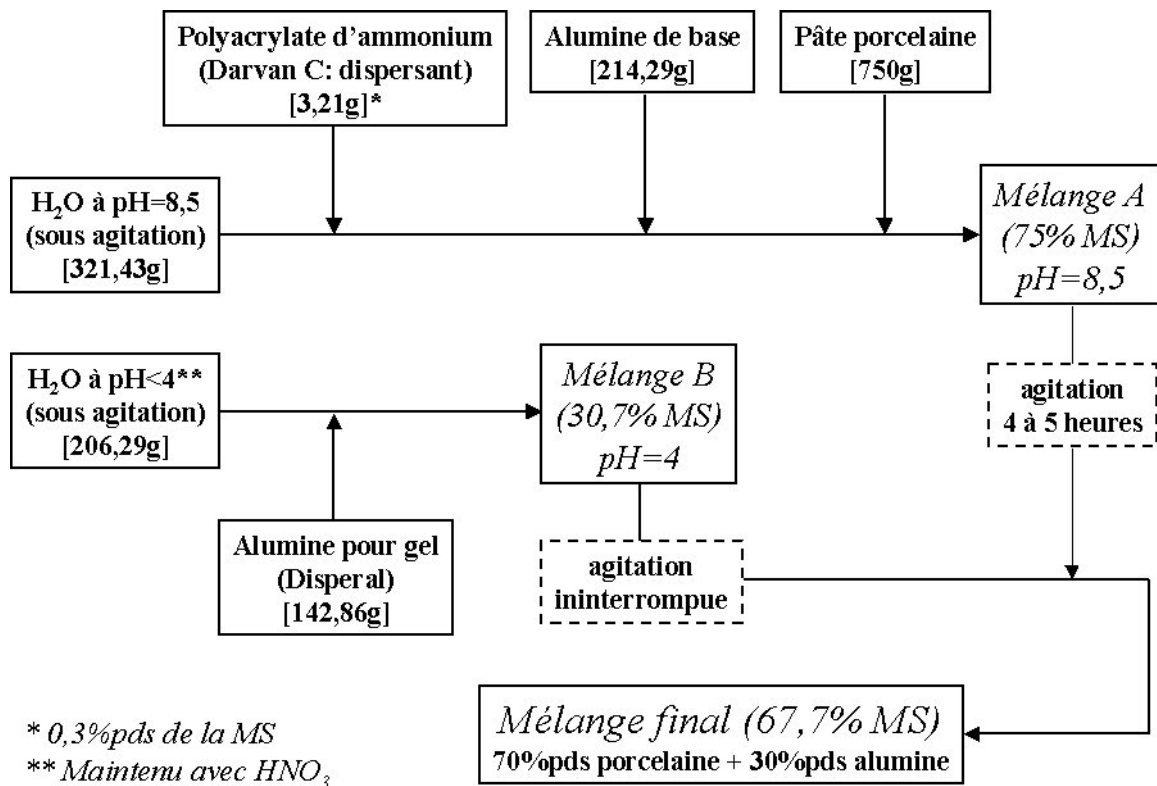 Polyacrylate d'ammonium
(Darvan C: dispersant)
[3,21g]*
Alumine de base
[214,29g]
Pâte porcelaine
[750g]
H₂O à pH=8,5
(sous agitation)
[321,43g]
Mélange A
(75% MS)
pH=8,5
H₂O à pH<4**
(sous agitation)
[206,29g]
Mélange B
(30,7% MS)
pH=4
agitation
4 à 5 heures
Alumine pour gel
(Disperal)
[142,86g]
agitation
ininterrompue
Mélange final (67,7% MS)
70%pds porcelaine + 30%pds alumine
* 0,3%pds de la MS
** Maintenu avec HNO₃